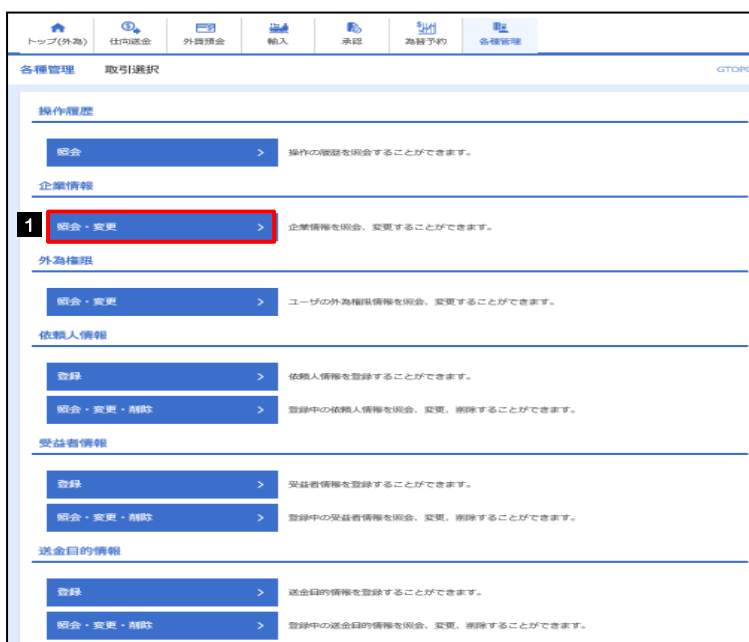 トップ(外為) 仕向送金 外貨預金 輸入 承認 為替予約 各種管理
各種管理 取引選択 GTOP
操作履歴
照会 > 操作の履歴を照会することができます。
企業情報
1 照会・変更 > 企業情報を照会、変更することができます。
外為権限
照会・変更 > ユーザの外為権限情報を照会、変更することができます。
依頼人情報
登録 > 依頼人情報を登録することができます。
照会・変更・削除 > 登録中の依頼人情報を照会、変更、削除することができます。
受益者情報
登録 > 受益者情報を登録することができます。
照会・変更・削除 > 登録中の受益者情報を照会、変更、削除することができます。
送金目的情報
登録 > 送金目的情報を登録することができます。
照会・変更・削除 > 登録中の送金目的情報を照会、変更、削除することができます。